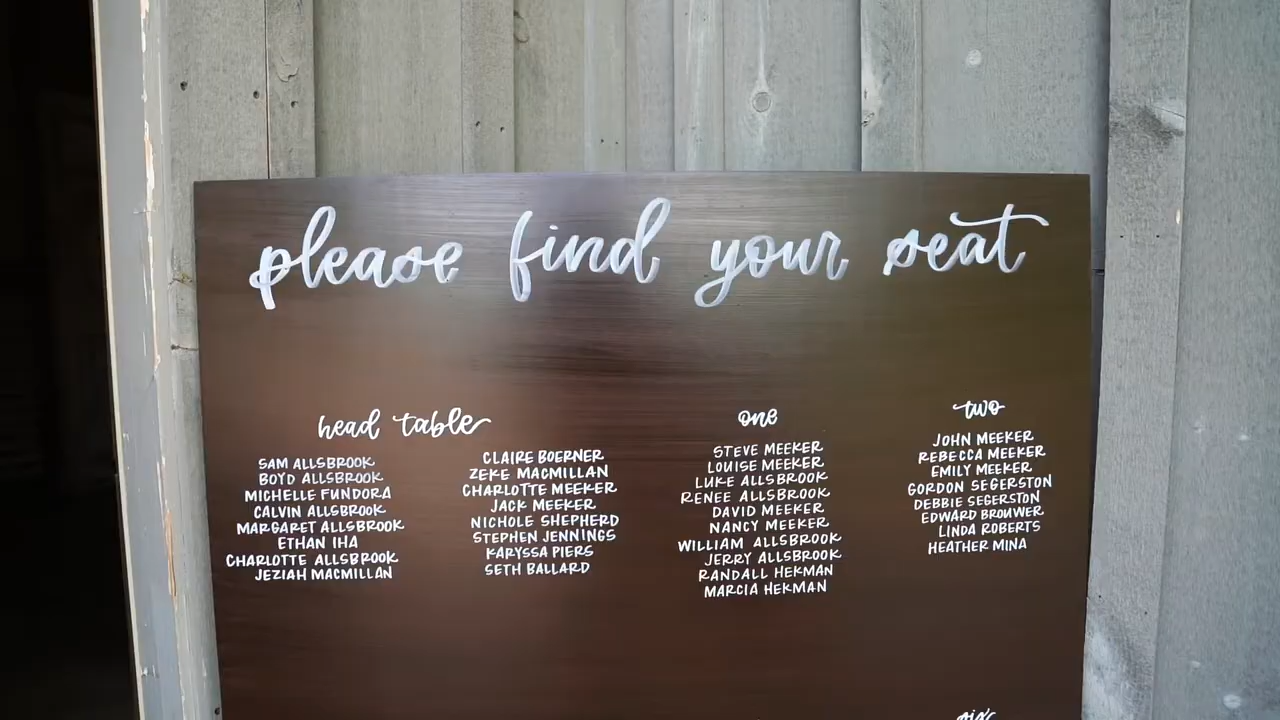 please find your seat
head table
SAM ALLSBROOK
BOYD ALLSBROOK
MICHELLE FUNDORA
CALVIN ALLSBROOK
MARGARET ALLSBROOK
ETHAN IHA
CHARLOTTE ALLSBROOK
JEZIAH MACMILLAN
CLAIRE BOERNER
ZEKE MACMILLAN
CHARLOTTE MEEKER
JACK MEEKER
NICHOLE SHEPHERD
STEPHEN JENNINGS
KARYSSA PIERS
SETH BALLARD
one
STEVE MEEKER
LOUISE MEEKER
LUKE ALLSBROOK
RENEE ALLSBROOK
DAVID MEEKER
NANCY MEEKER
WILLIAM ALLSBROOK
JERRY ALLSBROOK
RANDALL HEKMAN
MARCIA HEKMAN
two
JOHN MEEKER
REBECCA MEEKER
EMILY MEEKER
GORDON SEGERSTON
DEBBIE SEGERSTON
EDWARD BROUWER
LINDA ROBERTS
HEATHER MINA